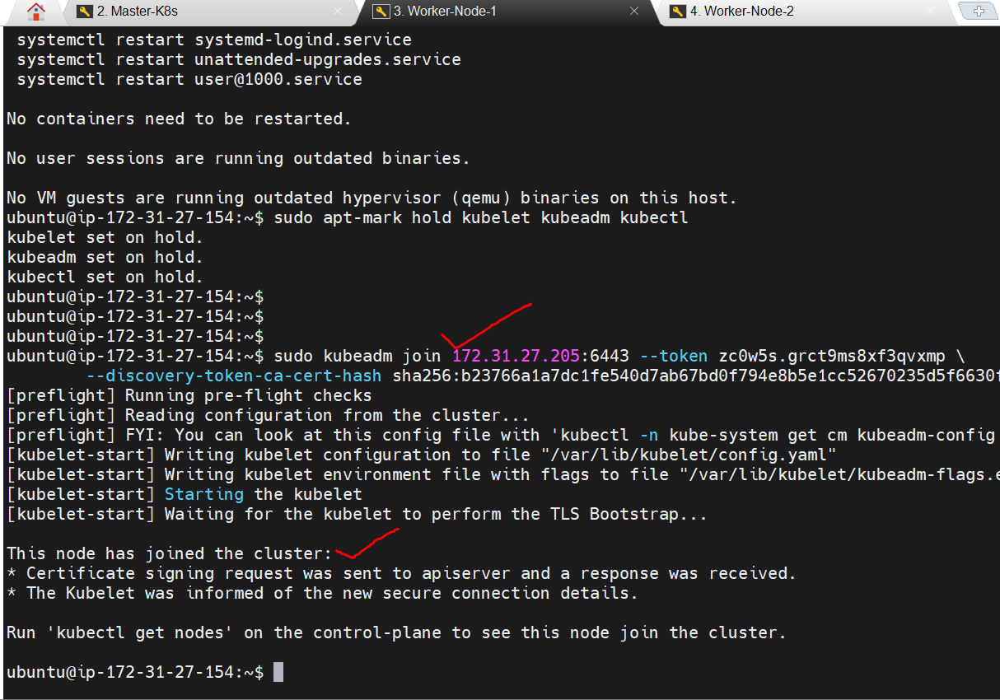 2. Master-K8s
3. Worker-Node-1
4. Worker-Node-2
systemctl restart systemd-logind.service
systemctl restart unattended-upgrades.service
systemctl restart user@1000.service
No containers need to be restarted.
No user sessions are running outdated binaries.
No VM guests are running outdated hypervisor (qemu) binaries on this host.
ubuntu@ip-172-31-27-154:~$ sudo apt-mark hold kubelet kubeadm kubectl
kubelet set on hold.
kubeadm set on hold.
kubectl set on hold.
ubuntu@ip-172-31-27-154:~$
ubuntu@ip-172-31-27-154:~$
ubuntu@ip-172-31-27-154:~$
ubuntu@ip-172-31-27-154:~$ sudo kubeadm join 172.31.27.205:6443 --token zc0w5s.grct9ms8xf3qvxmp \
--discovery-token-ca-cert-hash sha256:b23766a1a7dc1fe540d7ab67bd0f794e8b5e1cc52670235d5f6630f
[preflight] Running pre-flight checks
[preflight] Reading configuration from the cluster...
[preflight] FYI: You can look at this config file with 'kubectl -n kube-system get cm kubeadm-config
[kubelet-start] Writing kubelet configuration to file "/var/lib/kubelet/config.yaml"
[kubelet-start] Writing kubelet environment file with flags to file "/var/lib/kubelet/kubeadm-flags.e
[kubelet-start] Starting the kubelet
[kubelet-start] Waiting for the kubelet to perform the TLS Bootstrap...
This node has joined the cluster:
* Certificate signing request was sent to apiserver and a response was received.
* The Kubelet was informed of the new secure connection details.
Run 'kubectl get nodes' on the control-plane to see this node join the cluster.
ubuntu@ip-172-31-27-154:~$